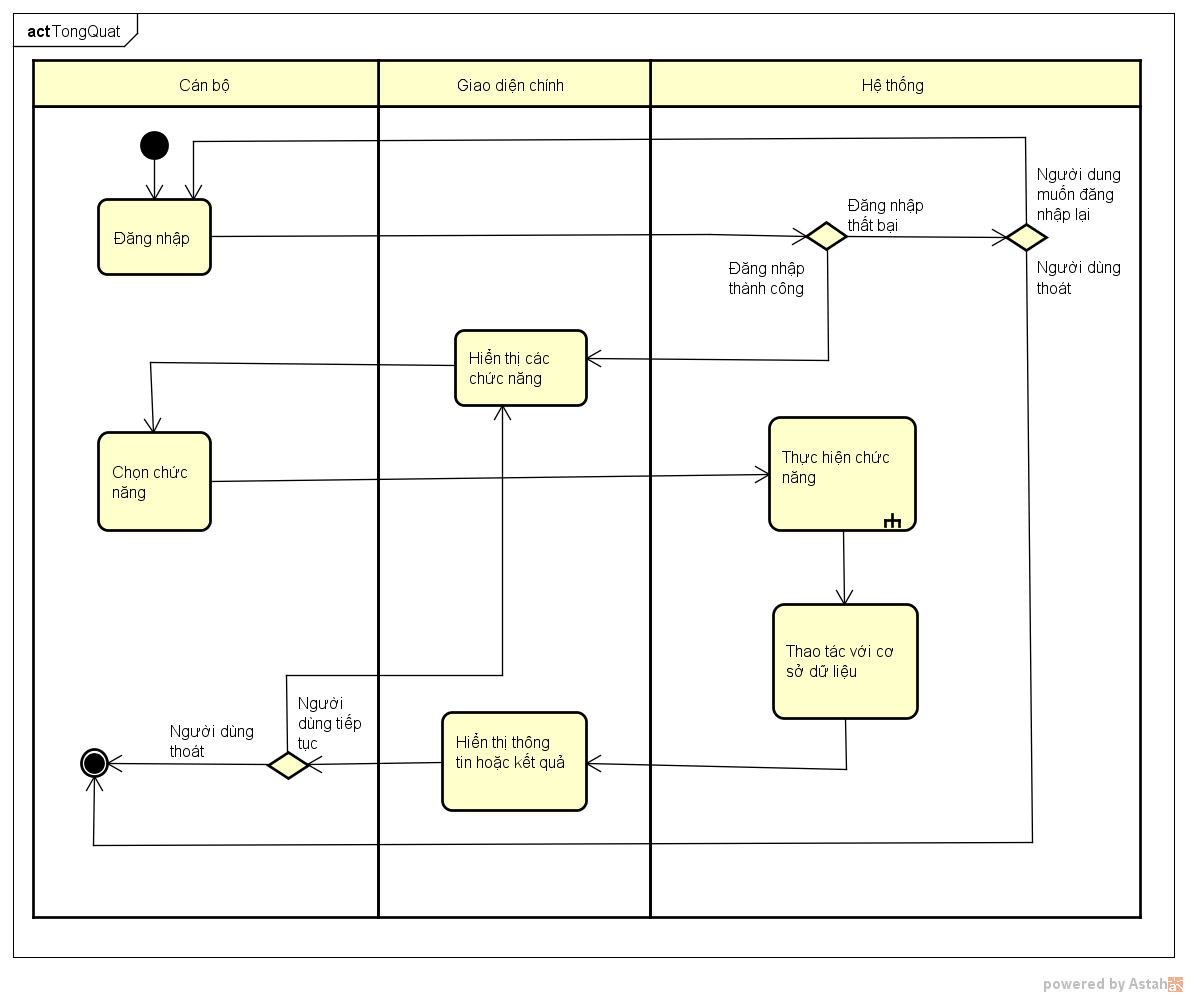 act TongQuat
Cán bộ
Giao diện chính
Hệ thống
Người dung
muốn đăng
nhập lại
Đăng nhập
thất bại
Đăng nhập
Đăng nhập
thành công
Người dùng
thoát
Hiển thị các
chức năng
Chọn chức
năng
Thực hiện chức
năng
Thao tác với cơ
sở dữ liệu
Người
dùng tiếp
tục
Người dùng
thoát
Hiển thị thông
tin hoặc kết quả
powered by Astah